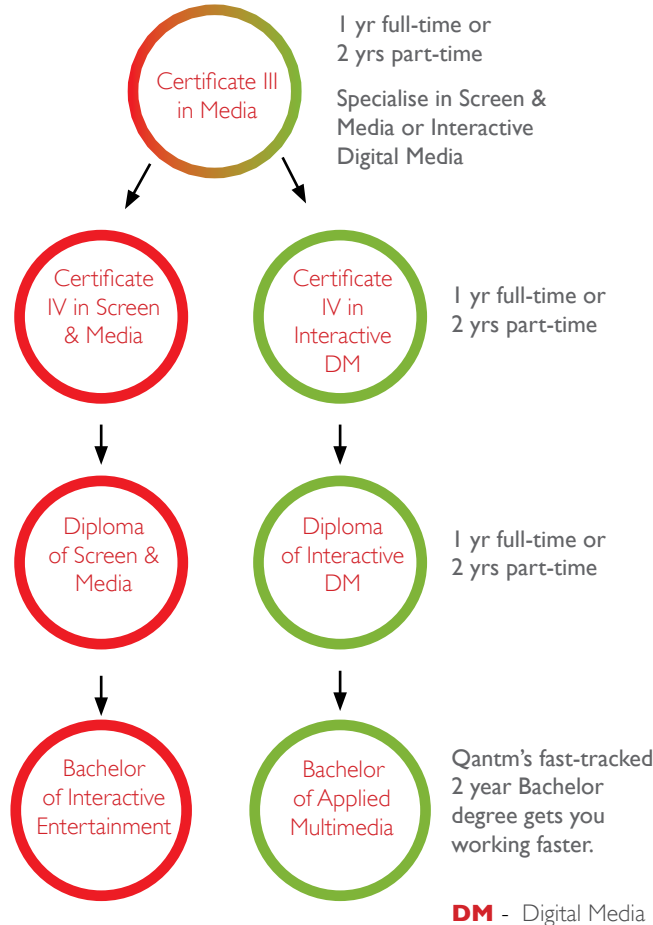 Certificate III
in Media
1 yr full-time or
2 yrs part-time
Specialise in Screen &
Media or Interactive
Digital Media
Certificate
IV in Screen
& Media
Certificate
IV in
Interactive
DM
1 yr full-time or
2 yrs part-time
Diploma
of Screen &
Media
Diploma
of Interactive
DM
1 yr full-time or
2 yrs part-time
Bachelor
of Interactive
Entertainment
Bachelor
of Applied
Multimedia
Qantm's fast-tracked
2 year Bachelor
degree gets you
working faster.
DM - Digital Media